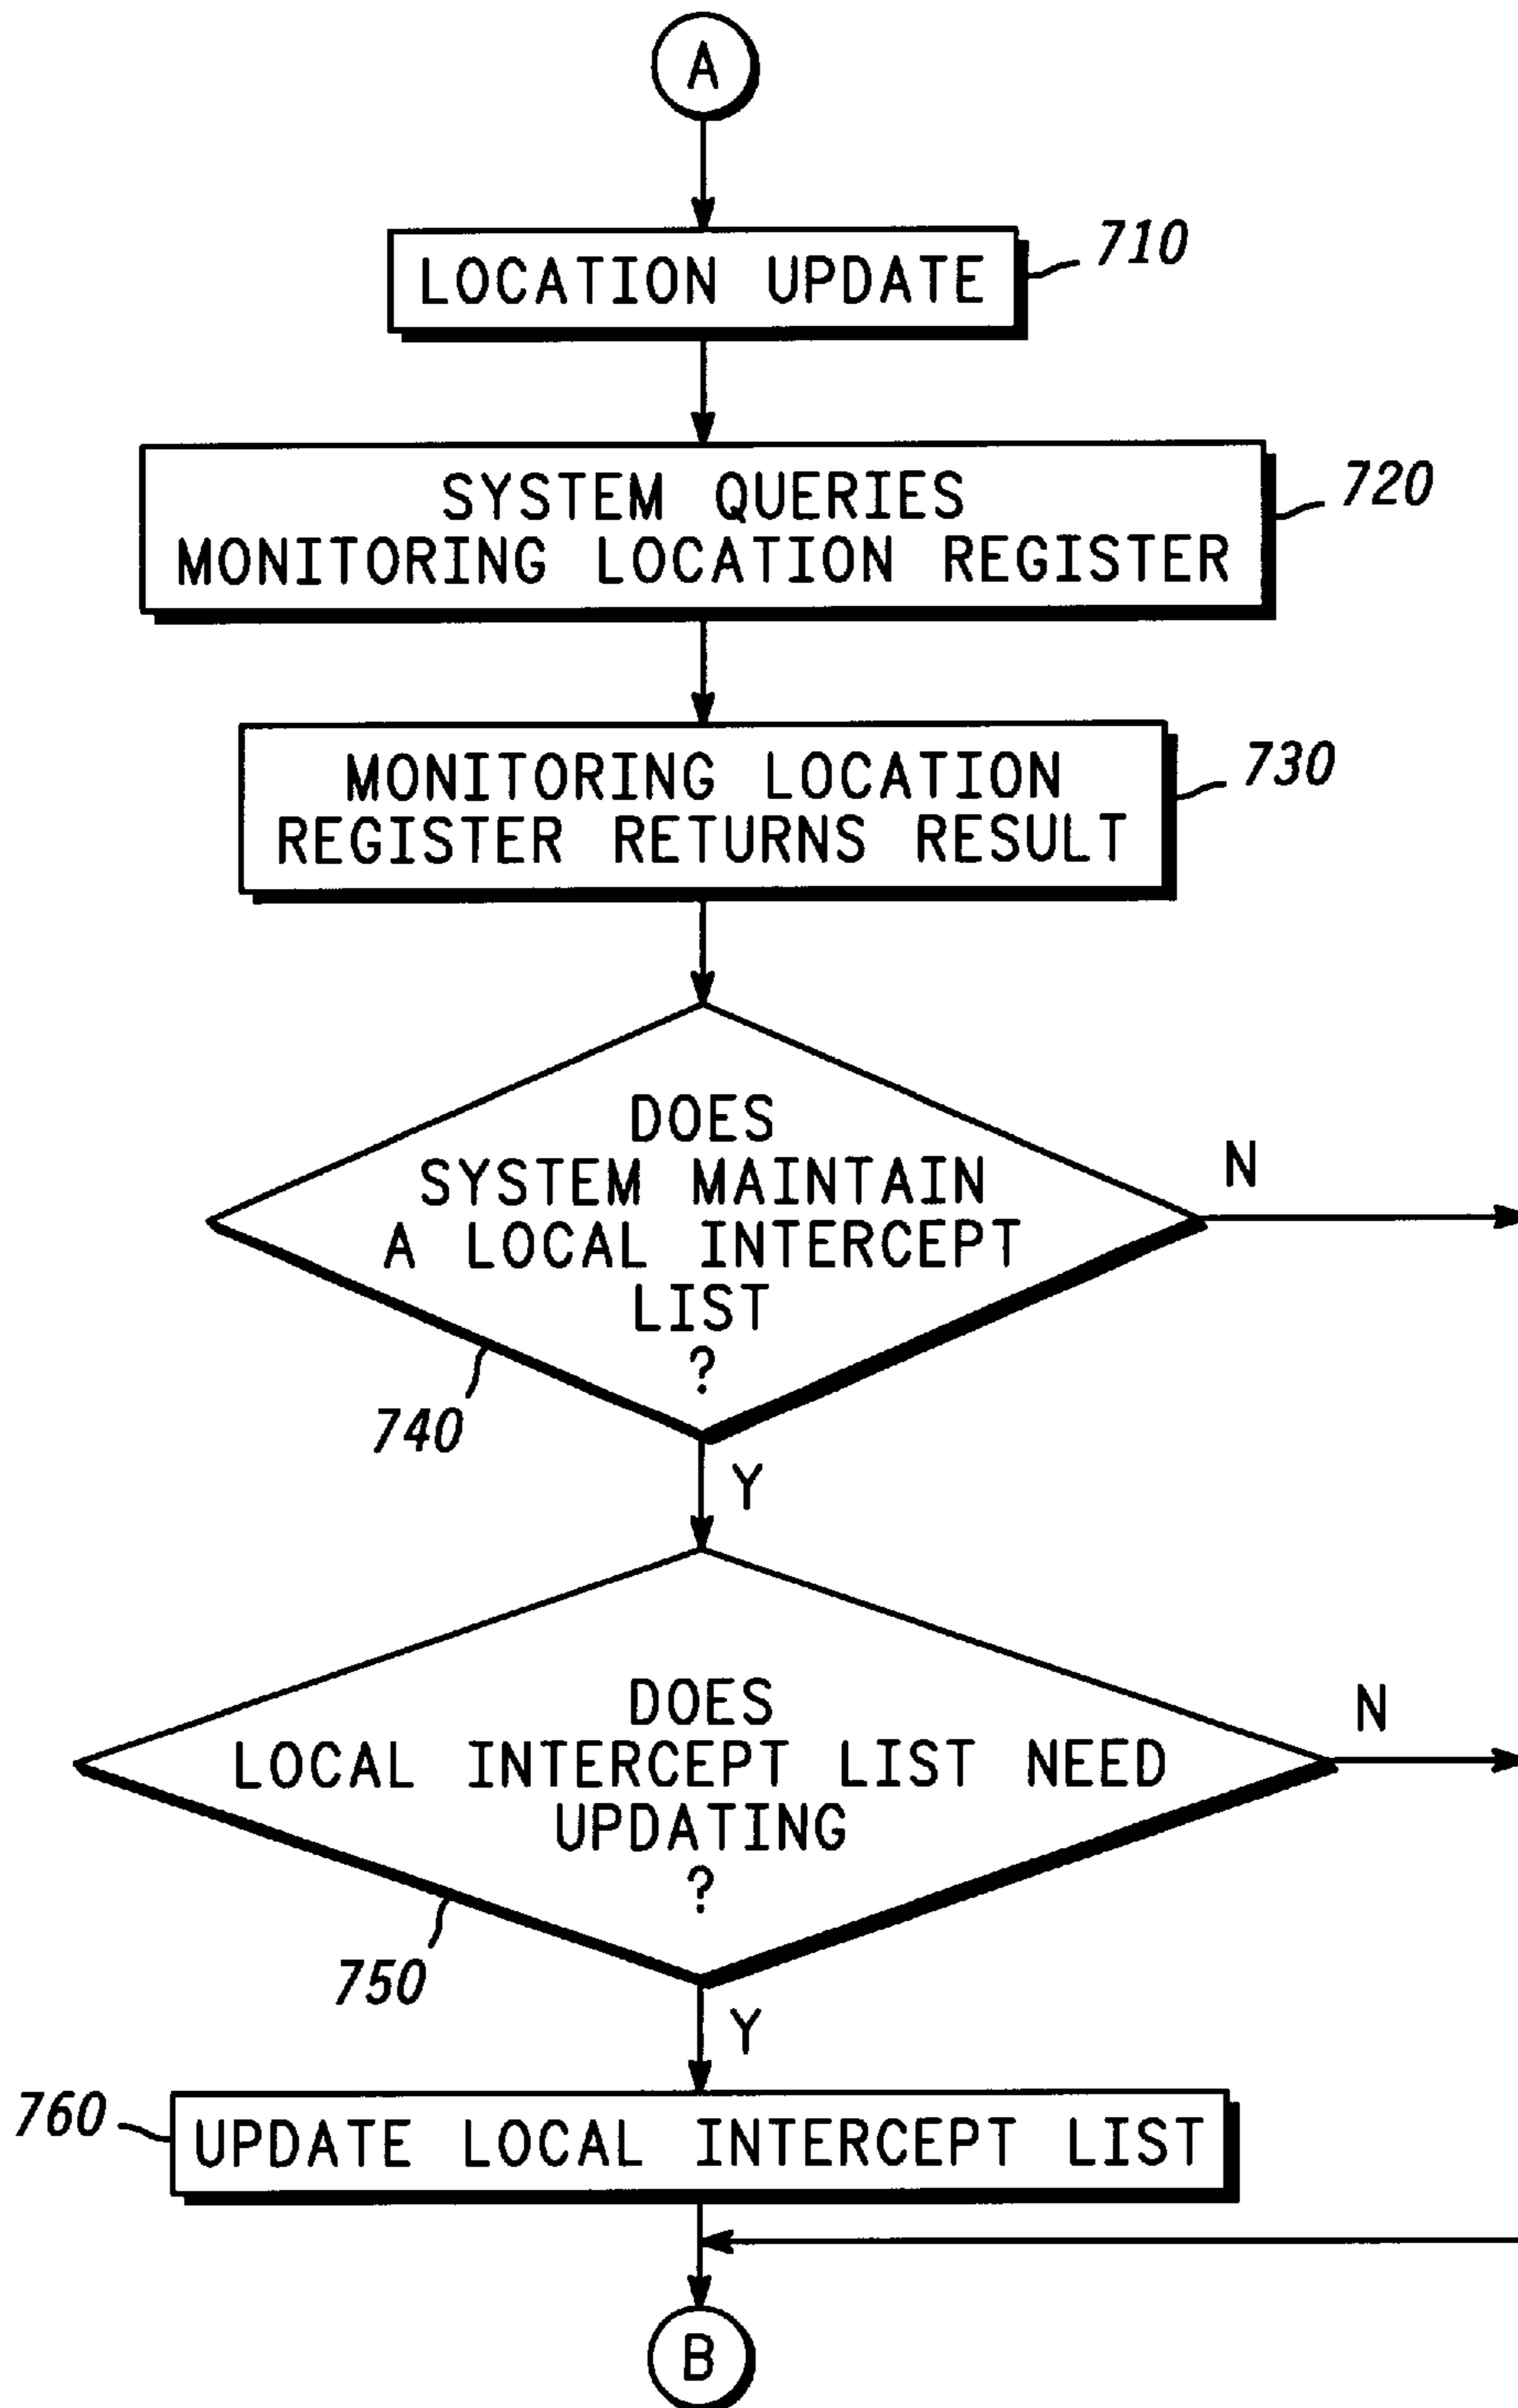 A
LOCATION UPDATE
710
SYSTEM QUERIES
MONITORING LOCATION REGISTER
720
MONITORING LOCATION
REGISTER RETURNS RESULT
730
DOES
SYSTEM MAINTAIN
A LOCAL INTERCEPT
LIST
?
N
740
Y
DOES
LOCAL INTERCEPT LIST NEED
UPDATING
?
N
750
Y
760
UPDATE LOCAL INTERCEPT LIST
B